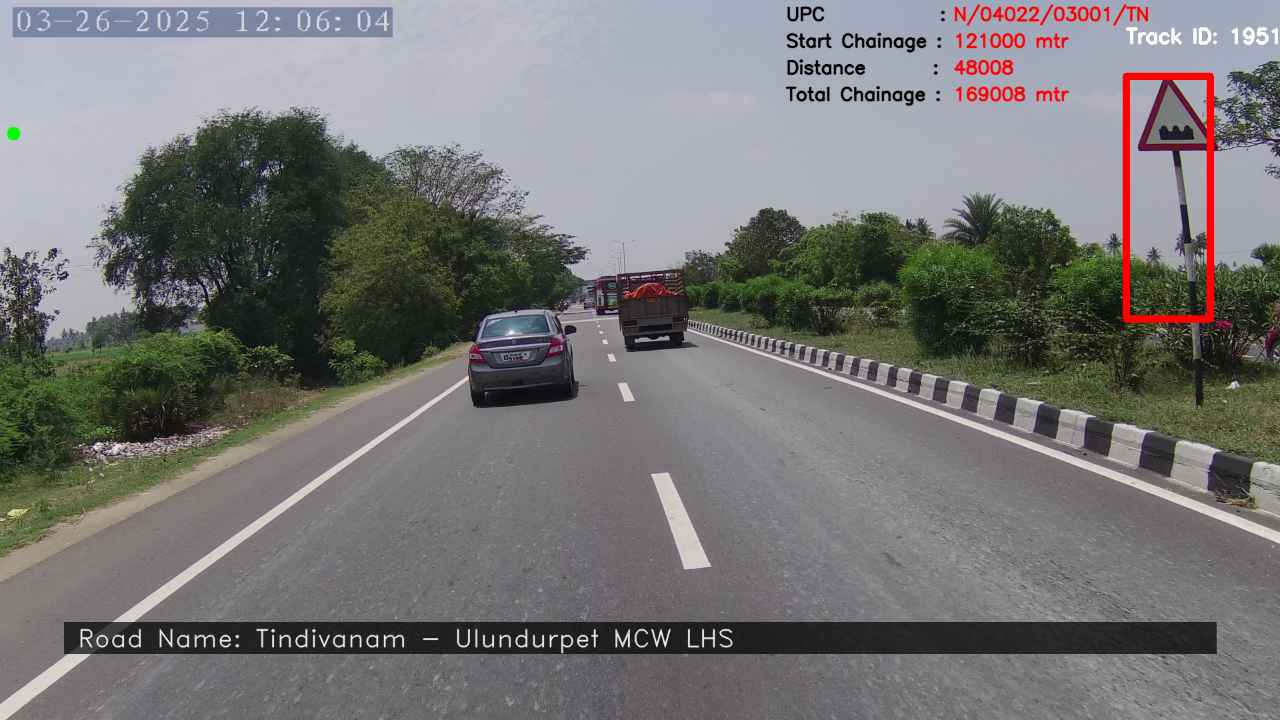 03-26-2025 12:06:04
UPC : N/04022/03001/TN
Start Chainage : 121000 mtr
Distance : 48008
Total Chainage : 169008 mtr
Track ID: 1951
Road Name: Tindivanam - Ulundurpet MCW LHS